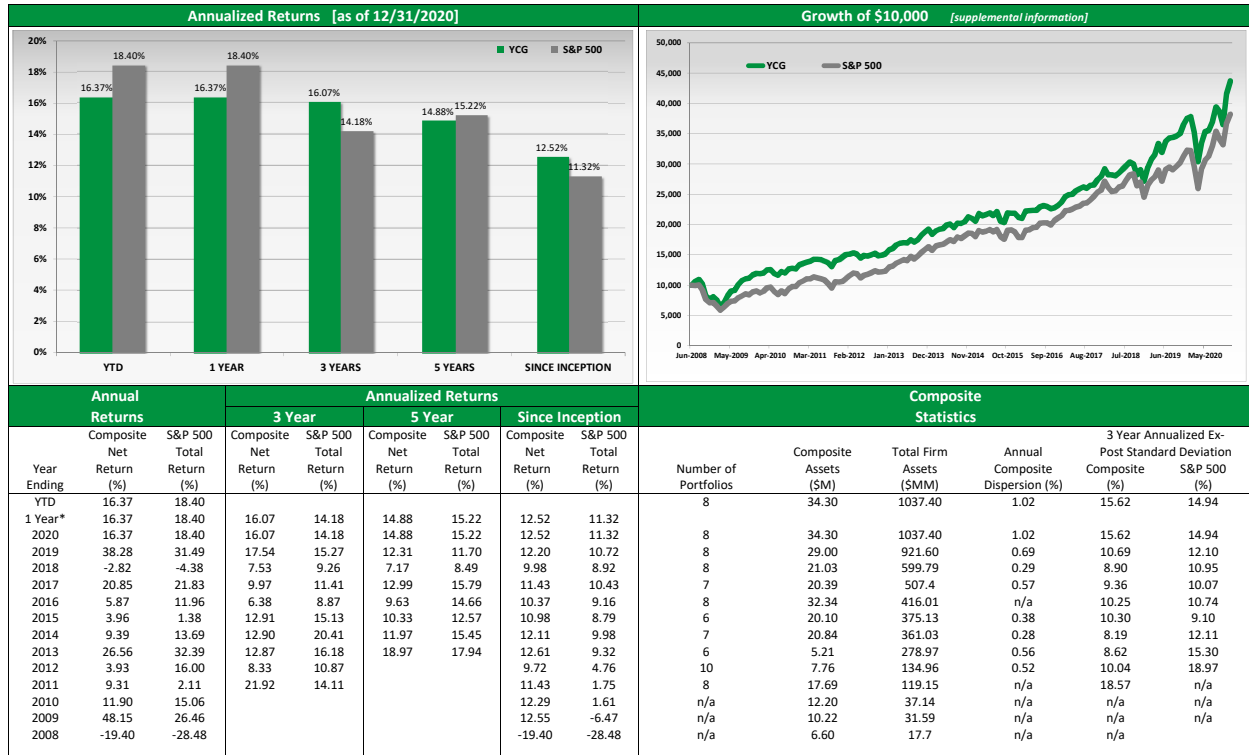 Annualized Returns [as of 12/31/2020]
20%
18%
16%
14%
12%
10%
8%
6%
4%
2%
0%
YCG S&P 500
16.37% 18.40% 16.37% 18.40% 16.07% 14.18% 14.88% 15.22% 12.52% 11.32%
YTD 1 YEAR 3 YEARS 5 YEARS SINCE INCEPTION
Growth of $10,000 [supplemental information]
50,000
45,000
40,000
35,000
30,000
25,000
20,000
15,000
10,000
5,000
0
YCG S&P 500
Jun-2008 May-2009 Apr-2010 Mar-2011 Feb-2012 Jan-2013 Dec-2013 Nov-2014 Oct-2015 Sep-2016 Aug-2017 Jul-2018 Jun-2019 May-2020
Annual Annualized Returns Composite
Returns 3 Year 5 Year Since Inception Statistics
Composite S&P 500 Composite S&P 500 Composite S&P 500 Composite S&P 500 3 Year Annualized Ex-
Net Total Net Total Net Total Net Total Composite Total Firm Annual Post Standard Deviation
Year Return Return Return Return Return Return Return Return Number of Assets Assets Composite Composite S&P 500
Ending (%) (%) (%) (%) (%) (%) (%) (%) Portfolios ($M) ($MM) Dispersion (%) (%) (%)
YTD 16.37 18.40 8 34.30 1037.40 1.02 15.62 14.94
1 Year* 16.37 18.40 16.07 14.18 14.88 15.22 12.52 11.32
2020 16.37 18.40 16.07 14.18 14.88 15.22 12.52 11.32 8 34.30 1037.40 1.02 15.62 14.94
2019 38.28 31.49 17.54 15.27 12.31 11.70 12.20 10.72 8 29.00 921.60 0.69 10.69 12.10
2018 -2.82 -4.38 7.53 9.26 7.17 8.49 9.98 8.92 8 21.03 599.79 0.29 8.90 10.95
2017 20.85 21.83 9.97 11.41 12.99 15.79 11.43 10.43 7 20.39 507.4 0.57 9.36 10.07
2016 5.87 11.96 6.38 8.87 9.63 14.66 10.37 9.16 8 32.34 416.01 n/a 10.25 10.74
2015 3.96 1.38 12.91 15.13 10.33 12.57 10.98 8.79 6 20.10 375.13 0.38 10.30 9.10
2014 9.39 13.69 12.90 20.41 11.97 15.45 12.11 9.98 7 20.84 361.03 0.28 8.19 12.11
2013 26.56 32.39 12.87 16.18 18.97 17.94 12.61 9.32 6 5.21 278.97 0.56 8.62 15.30
2012 3.93 16.00 8.33 10.87 9.72 4.76 10 7.76 134.96 0.52 10.04 18.97
2011 9.31 2.11 21.92 14.11 11.43 1.75 8 17.69 119.15 n/a 18.57 n/a
2010 11.90 15.06 12.29 1.61 n/a 12.20 37.14 n/a n/a n/a
2009 48.15 26.46 12.55 -6.47 n/a 10.22 31.59 n/a n/a n/a
2008 -19.40 -28.48 -19.40 -28.48 n/a 6.60 17.7 n/a n/a